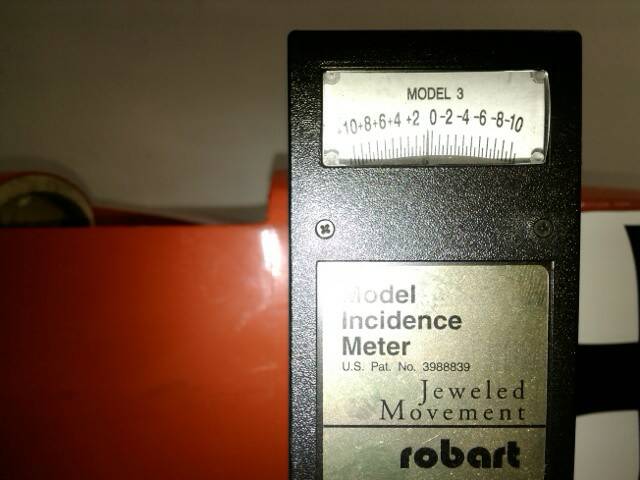 MODEL 3
+10+8+6+4 +2 0 -2 -4 -6 -8-10
Model
Incidence
Meter
U.S. Pat. No. 3988839
Jeweled
Movement
robart